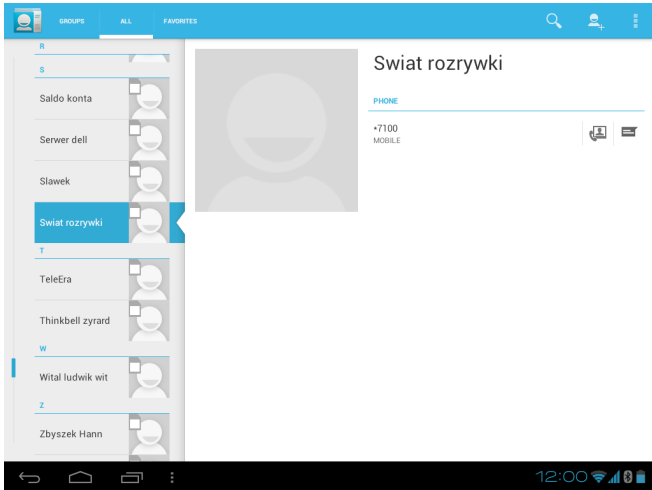 GROUPS
ALL
FAVORITES
R
S
Saldo konta
Serwer dell
Slawek
Swiat rozrywki
T
TeleEra
Thinkbell zyrard
W
Wital ludwik wit
Z
Zbyszek Hann
Swiat rozrywki
PHONE
*7100
MOBILE
12:00